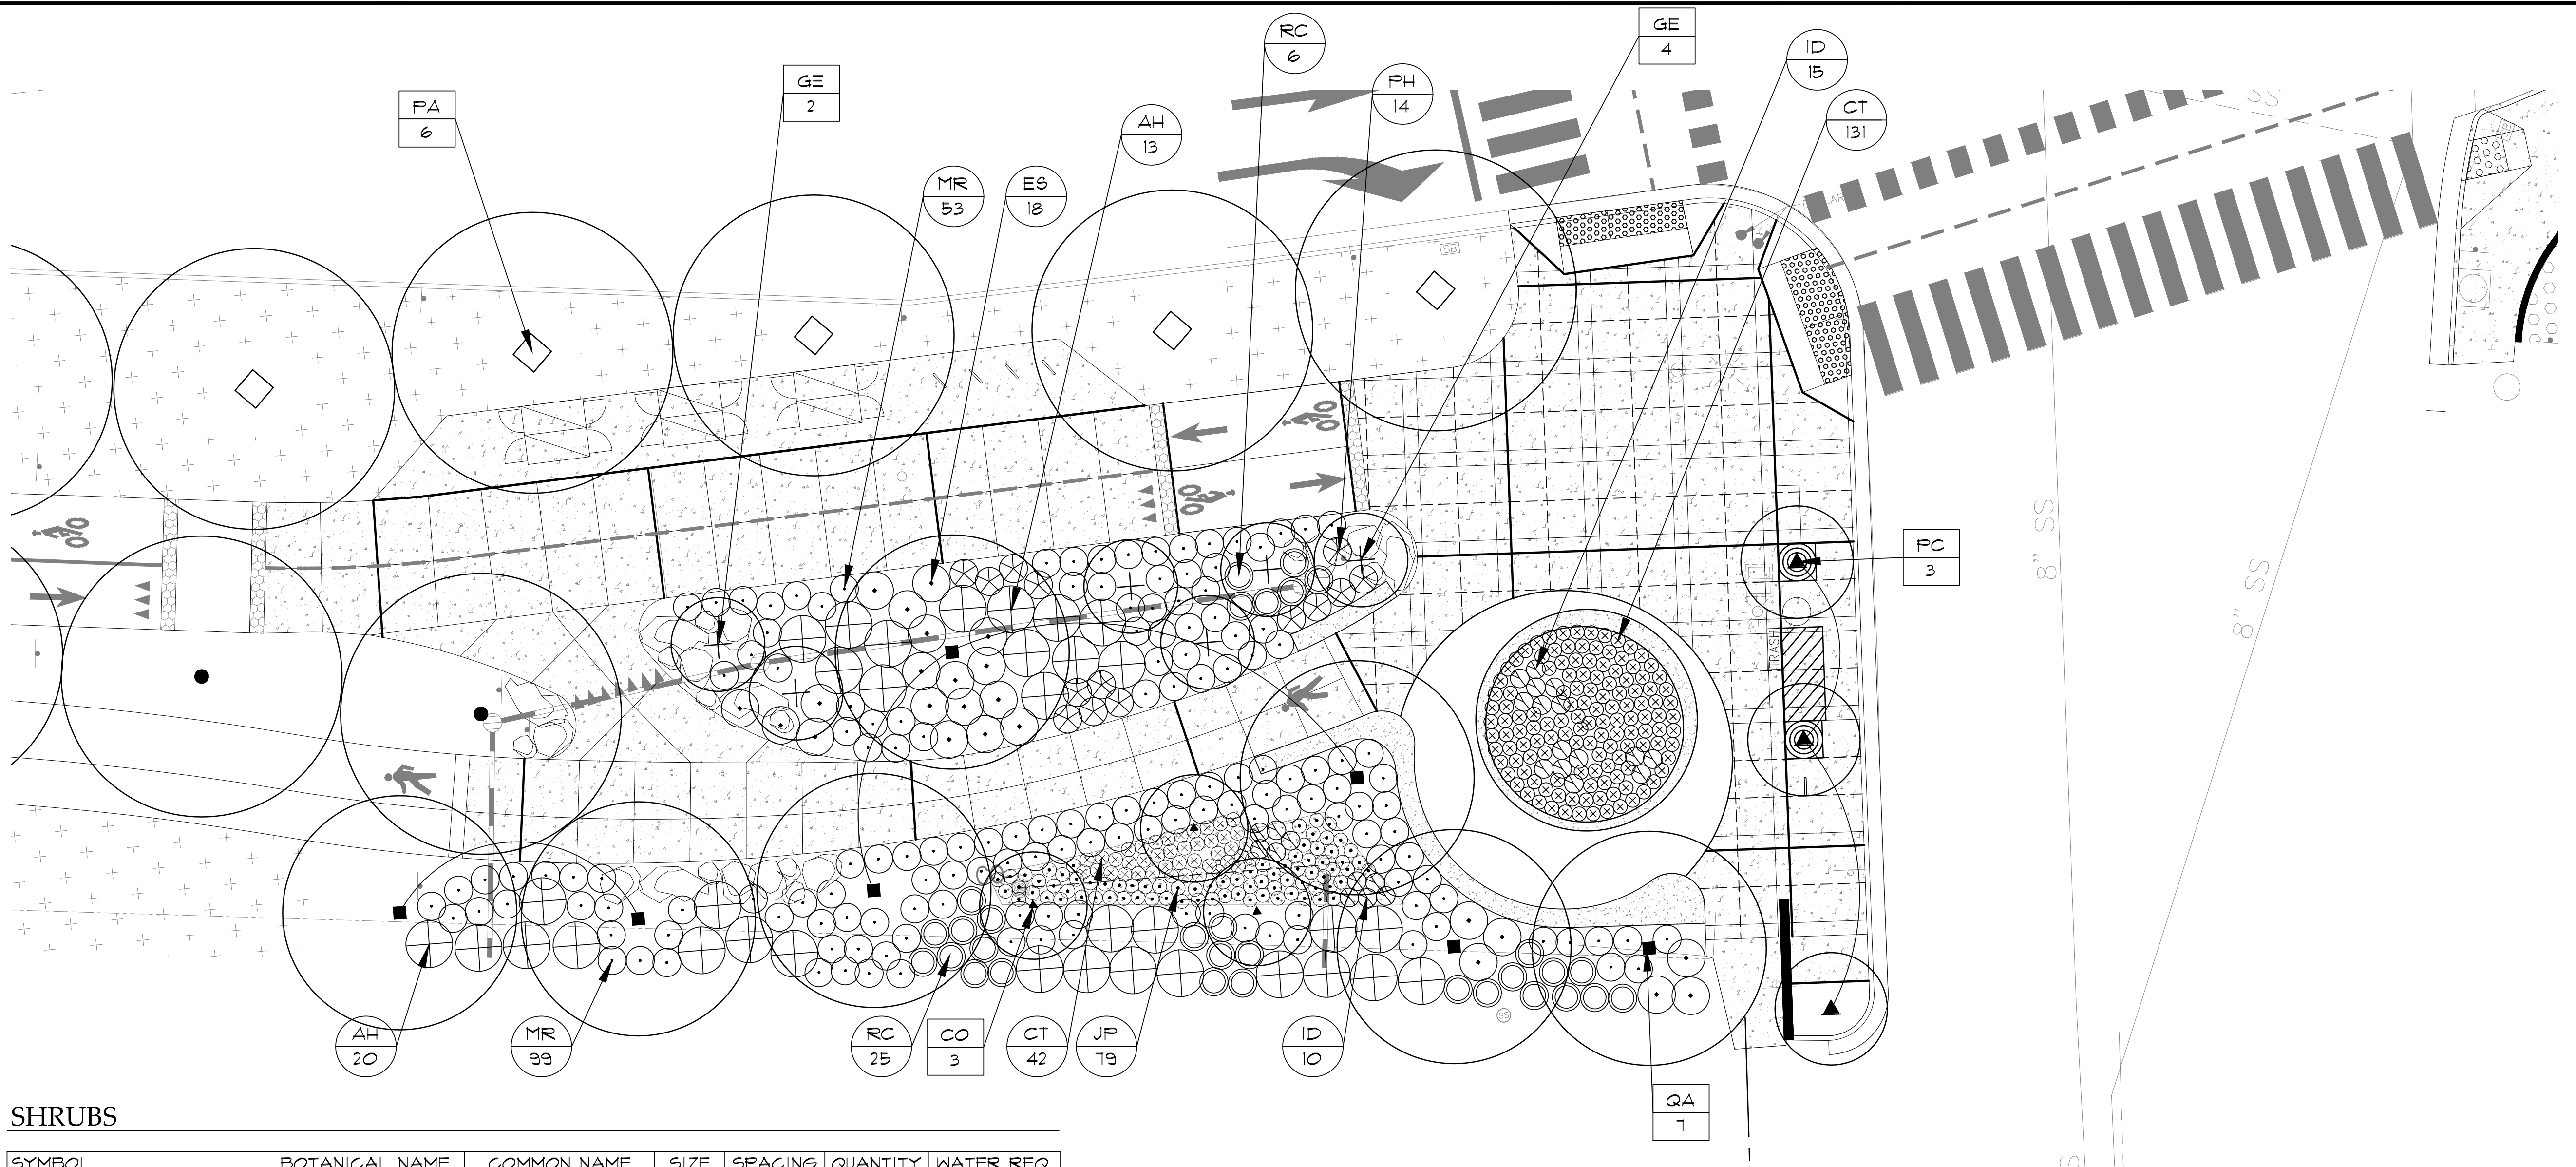 RC
6
GE
4
ID
15
GE
2
PH
14
PA
6
CT
131
AH
13
MR
53
ES
18
SB
8" SS
8" SS
SS
PC
3
TRASH
SS
AH
20
MR
99
RC
25
CO
3
CT
42
JP
79
ID
10
QA
7
SHRUBS
SYMBOL BOTANICAL NAME COMMON NAME SIZE SPACING QUANTITY WATER REQ